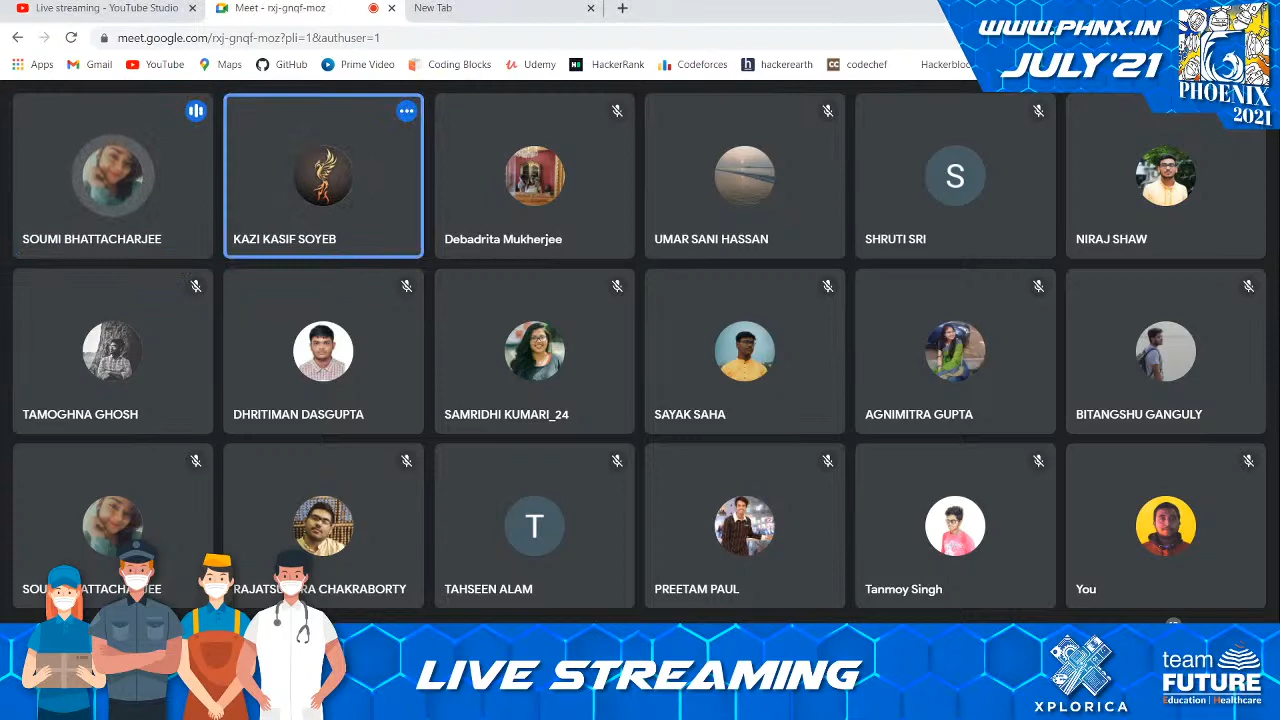 Live streaming - YouTube Studio
Meet - rxj-gnqf-moz
New Tab
meet.google.com/rxj-gnqf-moz?pli=1&authuser=1
Apps Gmail YouTube Maps GitHub Prime Video Coding Blocks Udemy HackerRank Codeforces hackerearth codechef Hackerbloc
WWW.PHNX.IN
JULY'21
PHOENIX
2021
SOUMI BHATTACHARJEE
KAZI KASIF SOYEB
Debadrita Mukherjee
UMAR SANI HASSAN
S
SHRUTI SRI
NIRAJ SHAW
TAMOGHNA GHOSH
DHRITIMAN DASGUPTA
SAMRIDHI KUMARI_24
SAYAK SAHA
AGNIMITRA GUPTA
BITANGSHU GANGULY
SOU ATTACHARJEE
RAJATSU RA CHAKRABORTY
T
TAHSEEN ALAM
PREETAM PAUL
Tanmoy Singh
You
LIVE STREAMING
XPLORICA
team
FUTURE
Education | Healthcare